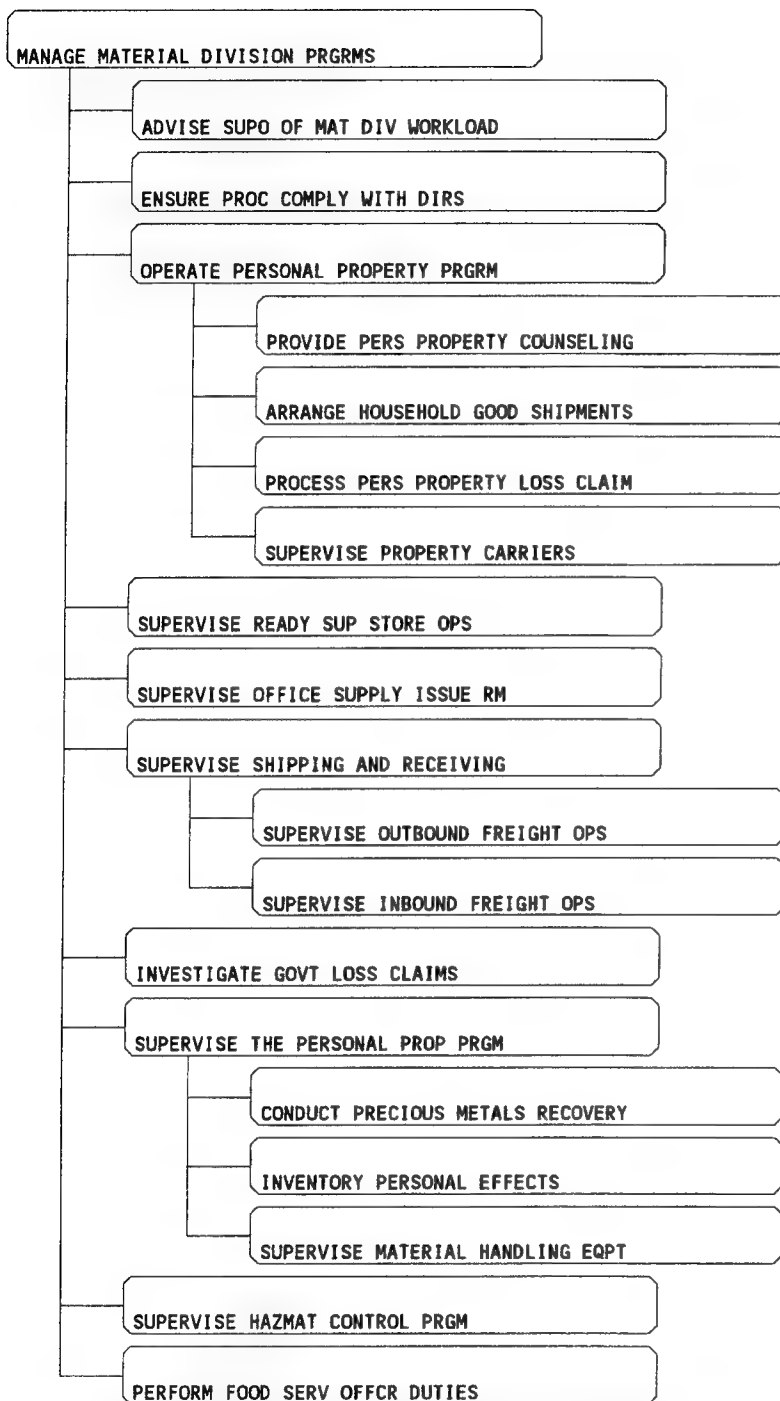 MANAGE MATERIAL DIVISION PRGRMS
ADVISE SUPO OF MAT DIV WORKLOAD
ENSURE PROC COMPLY WITH DIRS
OPERATE PERSONAL PROPERTY PRGRM
PROVIDE PERS PROPERTY COUNSELING
ARRANGE HOUSEHOLD GOOD SHIPMENTS
PROCESS PERS PROPERTY LOSS CLAIM
SUPERVISE PROPERTY CARRIERS
SUPERVISE READY SUP STORE OPS
SUPERVISE OFFICE SUPPLY ISSUE RM
SUPERVISE SHIPPING AND RECEIVING
SUPERVISE OUTBOUND FREIGHT OPS
SUPERVISE INBOUND FREIGHT OPS
INVESTIGATE GOVT LOSS CLAIMS
SUPERVISE THE PERSONAL PROP PRGM
CONDUCT PRECIOUS METALS RECOVERY
INVENTORY PERSONAL EFFECTS
SUPERVISE MATERIAL HANDLING EQPT
SUPERVISE HAZMAT CONTROL PRGM
PERFORM FOOD SERV OFFCR DUTIES